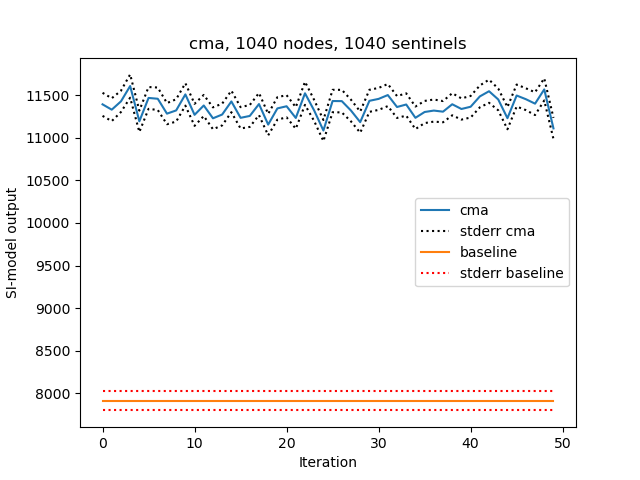 cma, 1040 nodes, 1040 sentinels
SI-model output
11500
11000
10500
10000
9500
9000
8500
8000
cma
stderr cma
baseline
stderr baseline
0 10 20 30 40 50
Iteration